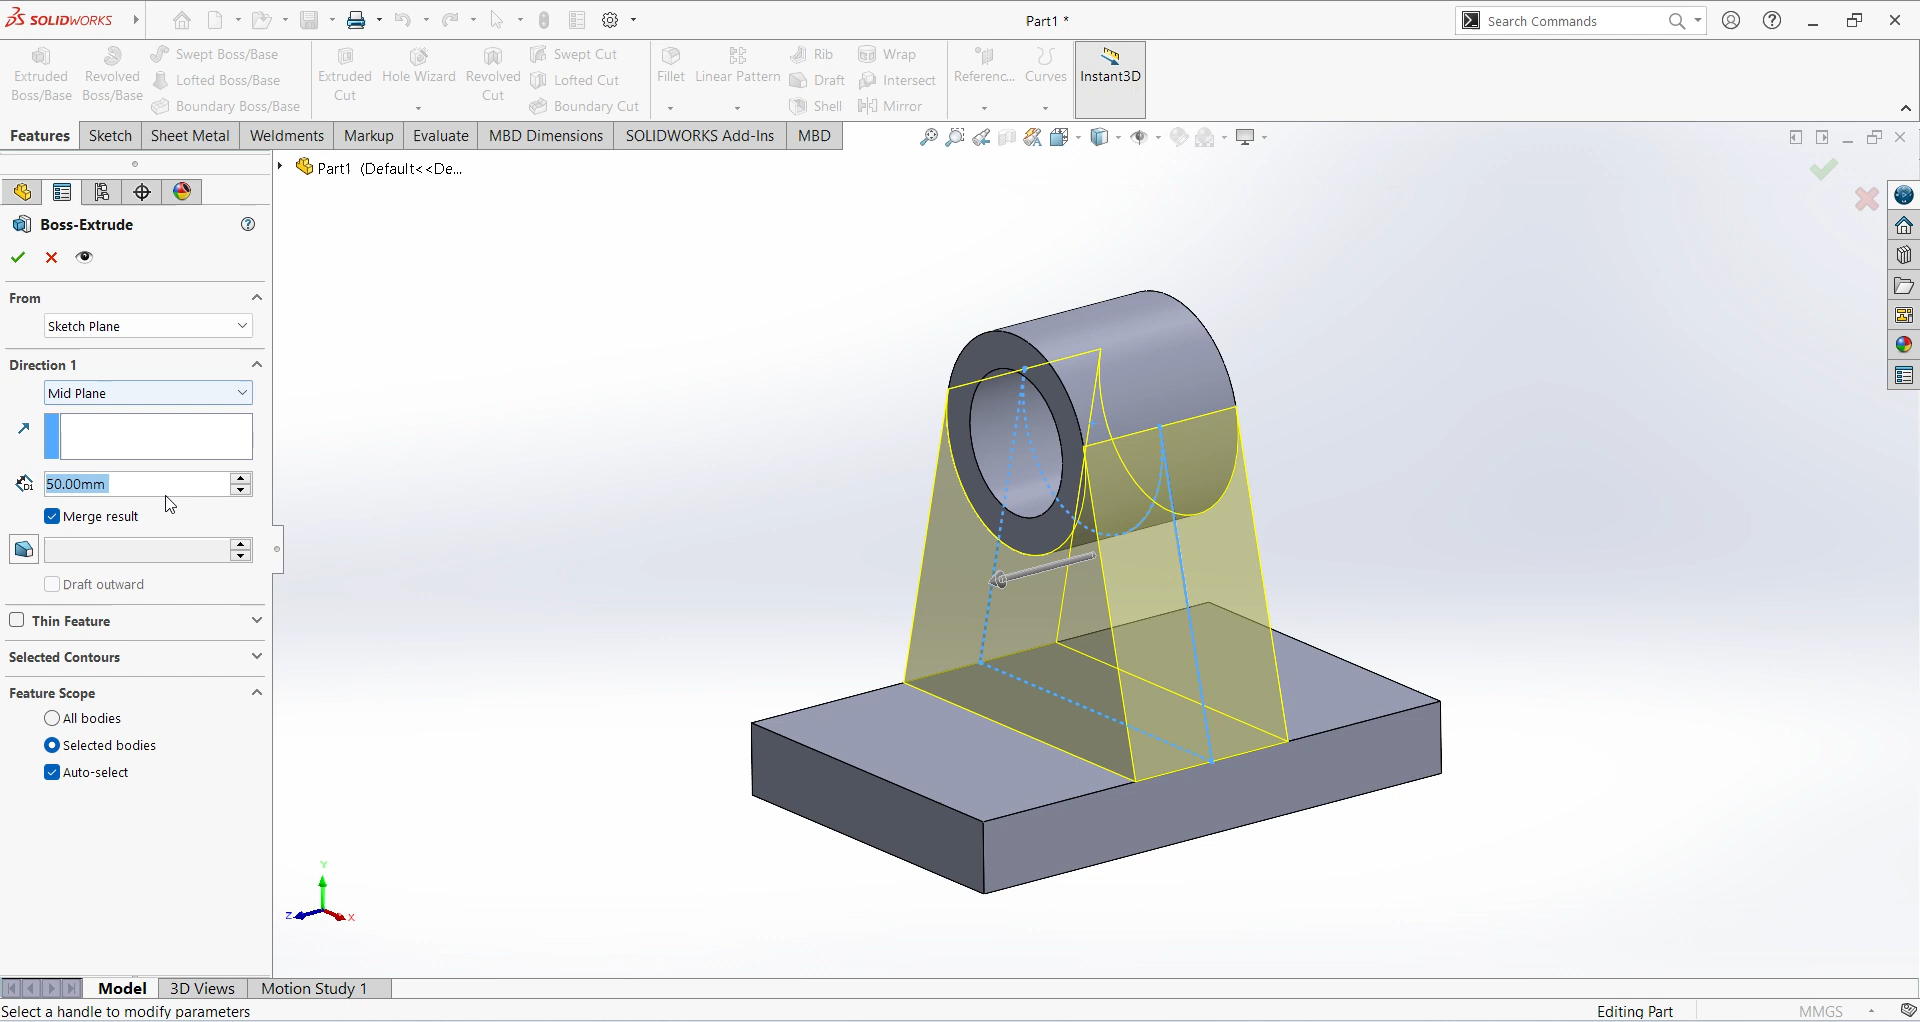 SOLIDWORKS
Part1 *
Search Commands
Extruded Boss/Base
Revolved Boss/Base
Swept Boss/Base
Lofted Boss/Base
Boundary Boss/Base
Extruded Cut
Hole Wizard
Revolved Cut
Swept Cut
Lofted Cut
Boundary Cut
Fillet
Linear Pattern
Rib
Draft
Shell
Wrap
Intersect
Mirror
Referenc...
Curves
Instant3D
Features
Sketch
Sheet Metal
Weldments
Markup
Evaluate
MBD Dimensions
SOLIDWORKS Add-Ins
MBD
Part1 (Default<<De...
Boss-Extrude
From
Sketch Plane
Direction 1
Mid Plane
D1
50.00mm
Merge result
Draft outward
Thin Feature
Selected Contours
Feature Scope
All bodies
Selected bodies
Auto-select
Y
Z
X
Model
3D Views
Motion Study 1
Select a handle to modify parameters
Editing Part
MMGS